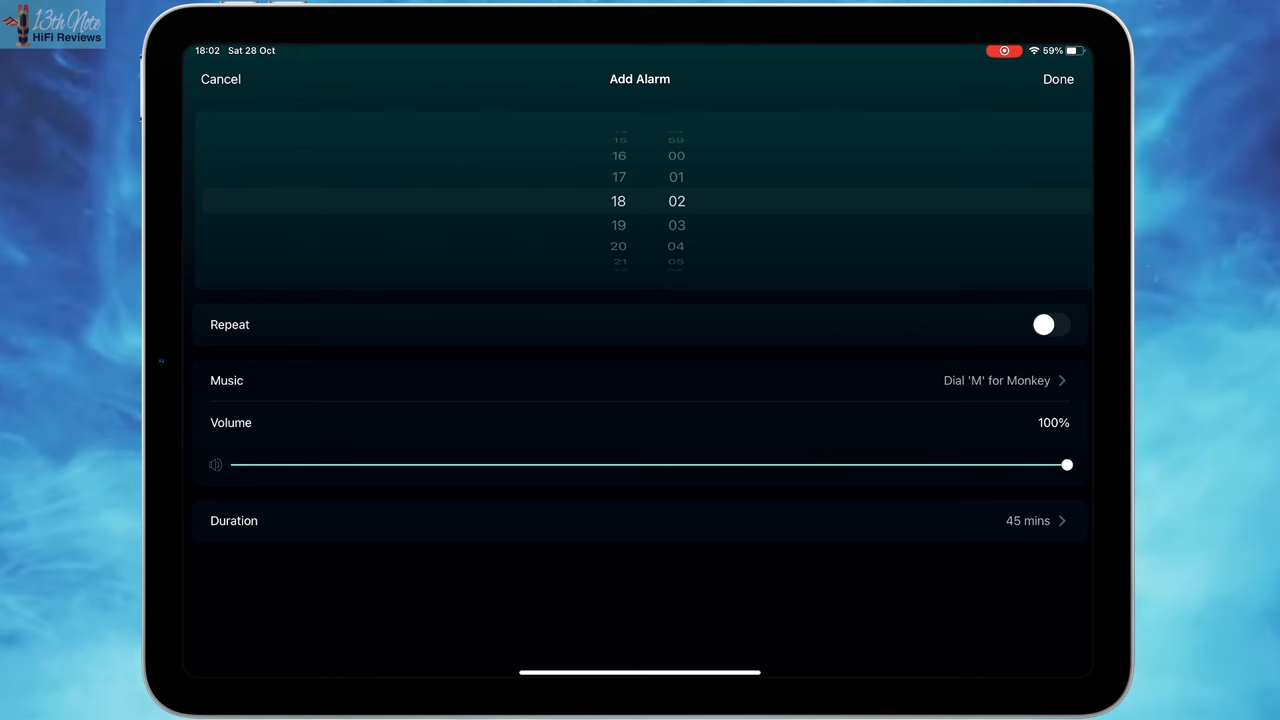 13th Note
HiFi Reviews
18:02 Sat 28 Oct
59%
Cancel
Add Alarm
Done
15 59
16 00
17 01
18 02
19 03
20 04
21 05
Repeat
Music
Dial 'M' for Monkey
Volume
100%
Duration
45 mins